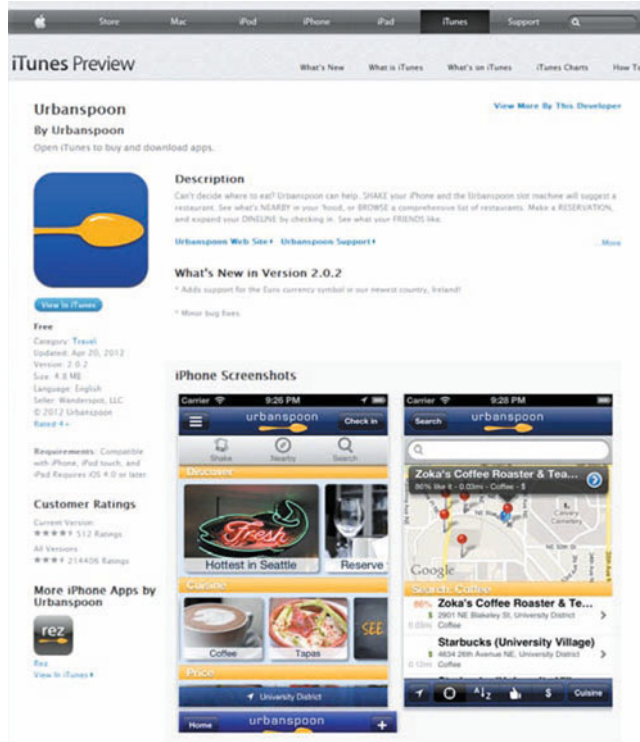 Store Mac iPod iPhone iPad iTunes Support
iTunes Preview
What's New What is iTunes What's on iTunes iTunes Charts How
Urbanspoon
View More By This Developer
By Urbanspoon
Open iTunes to buy and download apps.
Description
Can't decide where to eat? Urbanspoon can help. SHAKE your iPhone and the Urbanspoon slot machine will suggest a
restaurant. See what's NEARBY in your 'hood, or BROWSE a comprehensive list of restaurants. Make a RESERVATION,
and expand your DINELINE by checking in. See what your FRIENDS like.
Urbanspoon Web Site Urbanspoon Support
...More
What's New in Version 2.0.2
* Adds support for the Euro currency symbol in our newest country, Ireland!
* Minor bug fixes
View In iTunes
Free
Category: Travel
Updated: Apr 20, 2012
Version: 2.0.2
Size: 4.8 MB
Language: English
Seller: Wanderspot, LLC
© 2012 Urbanspoon
Rated 4+
Requirements: Compatible
with iPhone, iPod touch, and
iPad. Requires iOS 4.0 or later.
Customer Ratings
Current Version:
512 Ratings
All Versions:
214406 Ratings
More iPhone Apps by
Urbanspoon
rez
Rez
View In iTunes
iPhone Screenshots
Carrier 9:26 PM
urbanspoon Check in
Shake Nearby Search
Discover
Fresh
Hottest in Seattle Reserve
Cuisine
SEE
Coffee Tapas
Price
University District
Home urbanspoon +
Carrier 9:28 PM
Search urbanspoon
Zoka's Coffee Roaster & Tea...
86% like it - 0.03mi - Coffee - $
Calvary
Cemetery
Google
Search: Coffee
86% Zoka's Coffee Roaster & Te...
$ 2901 NE Blakeley St, University District
0.03mi Coffee
Starbucks (University Village)
$ 4634 26th Avenue NE, University District
0.12mi Coffee
AZ $ Cuisine